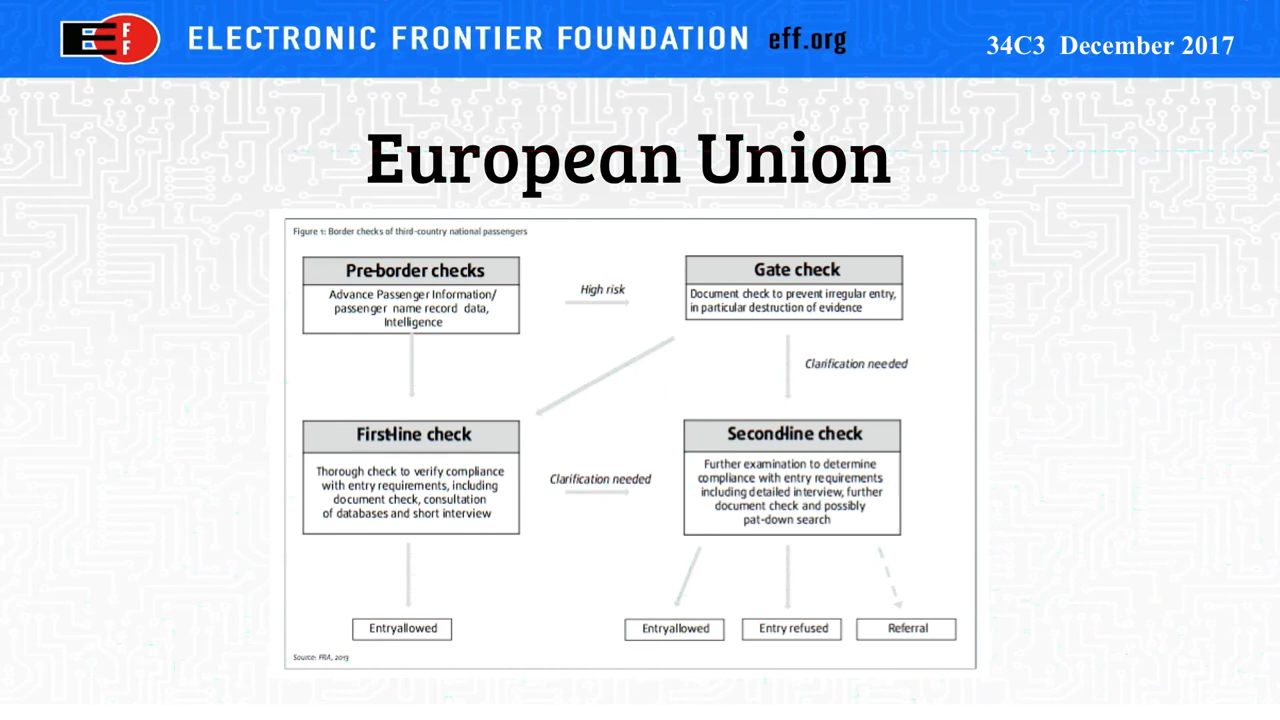 E F F
ELECTRONIC FRONTIER FOUNDATION eff.org
34C3 December 2017
European Union
Figure 1: Border checks of third-country national passengers
Pre-border checks
Advance Passenger Information/
passenger name record data,
Intelligence
High risk
Gate check
Document check to prevent irregular entry,
in particular destruction of evidence
Clarification needed
First-line check
Thorough check to verify compliance
with entry requirements, including
document check, consultation
of databases and short interview
Clarification needed
Second-line check
Further examination to determine
compliance with entry requirements
including detailed interview, further
document check and possibly
pat-down search
Entry allowed
Entry allowed
Entry refused
Referral
Source: FRA, 2013